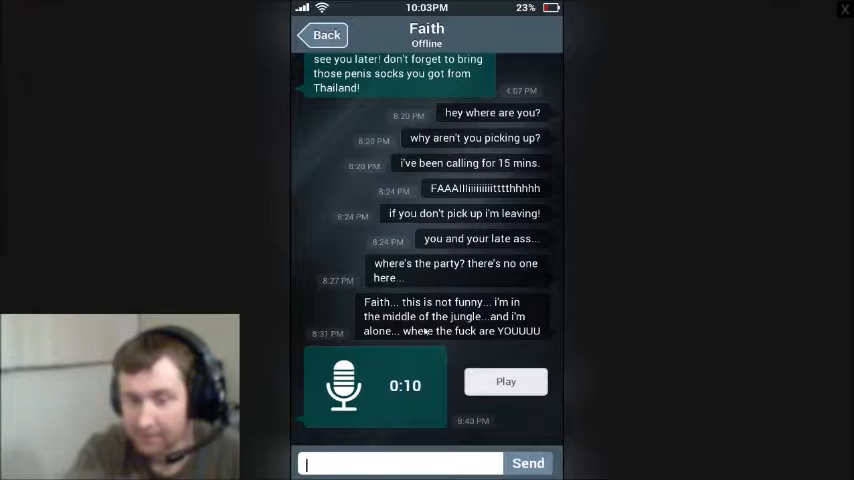 10:03PM
23%
X
Back
Faith
Offline
see you later! don't forget to bring
those penis socks you got from
Thailand!
4:07 PM
hey where are you?
8:20 PM
why aren't you picking up?
8:20 PM
i've been calling for 15 mins.
8:20 PM
FAAAIIIiiiiiiiiitttthhhhh
8:24 PM
if you don't pick up i'm leaving!
8:24 PM
you and your late ass...
8:24 PM
where's the party? there's no one
here...
8:27 PM
Faith... this is not funny... i'm in
the middle of the jungle...and i'm
alone... where the fuck are YOUUUU
8:31 PM
0:10
Play
8:40 PM
Send